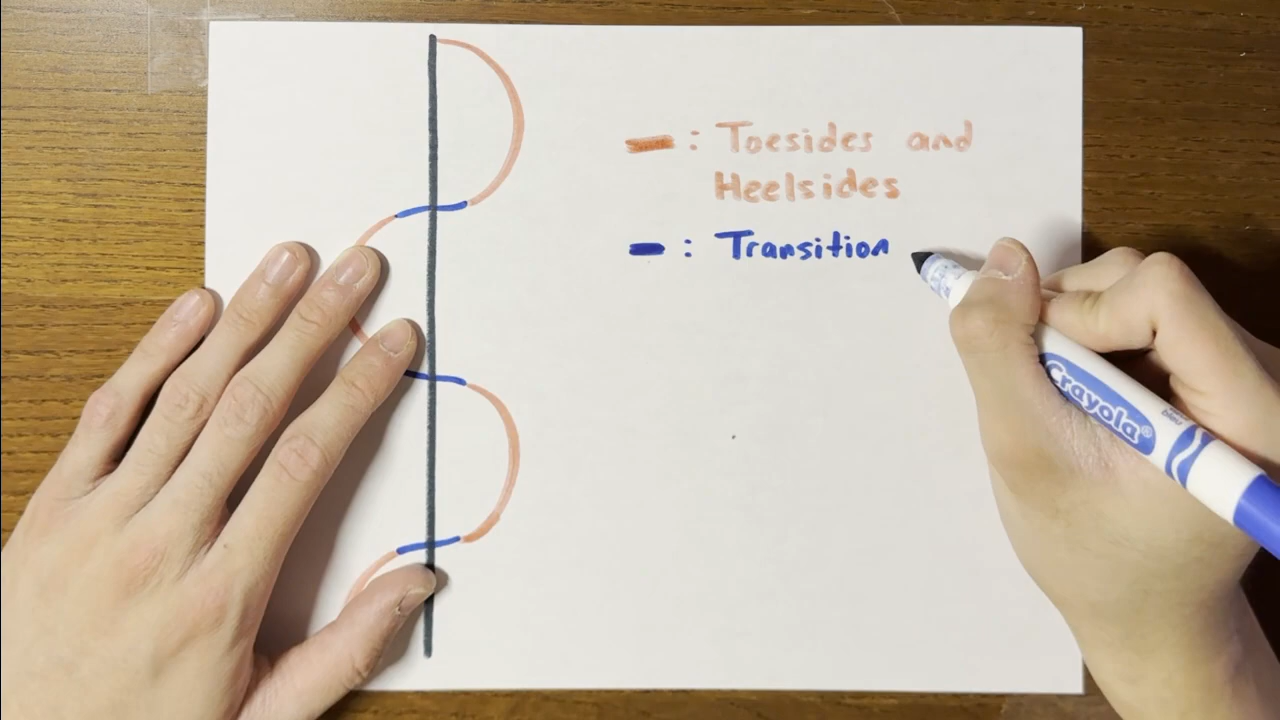 : Toesides and
Heelsides
: Transition
Crayola®